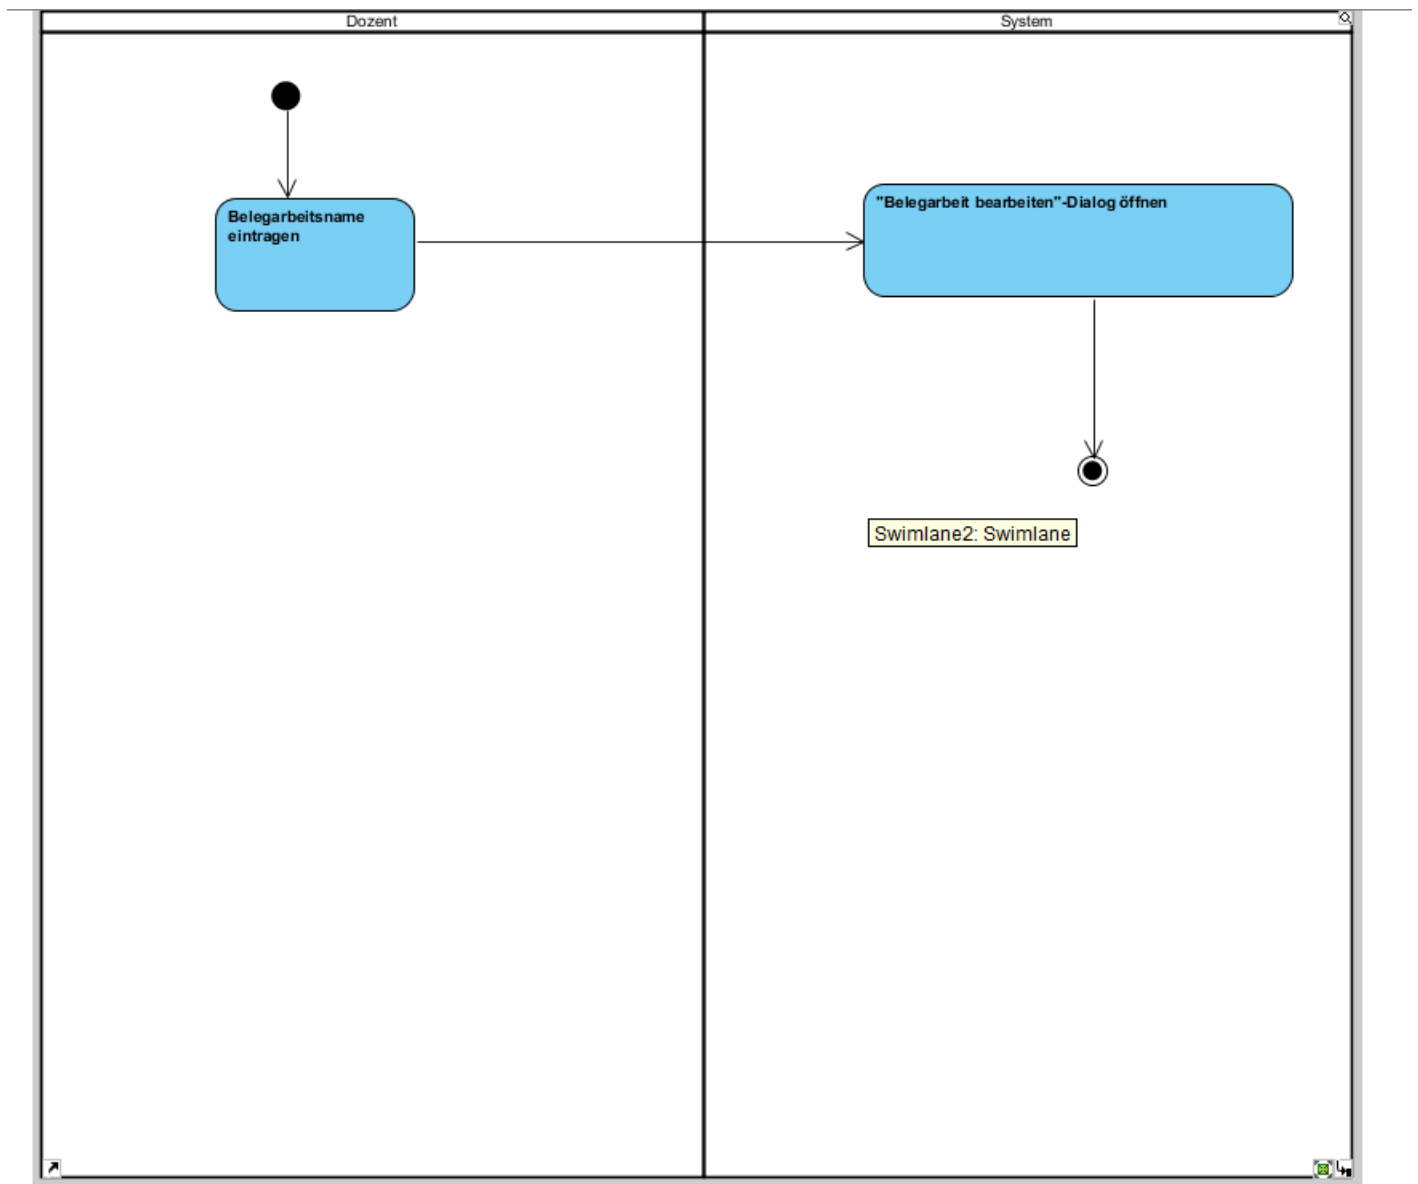 Dozent
System
Belegarbeitsname
eintragen
"Belegarbeit bearbeiten"-Dialog öffnen
Swimlane2: Swimlane